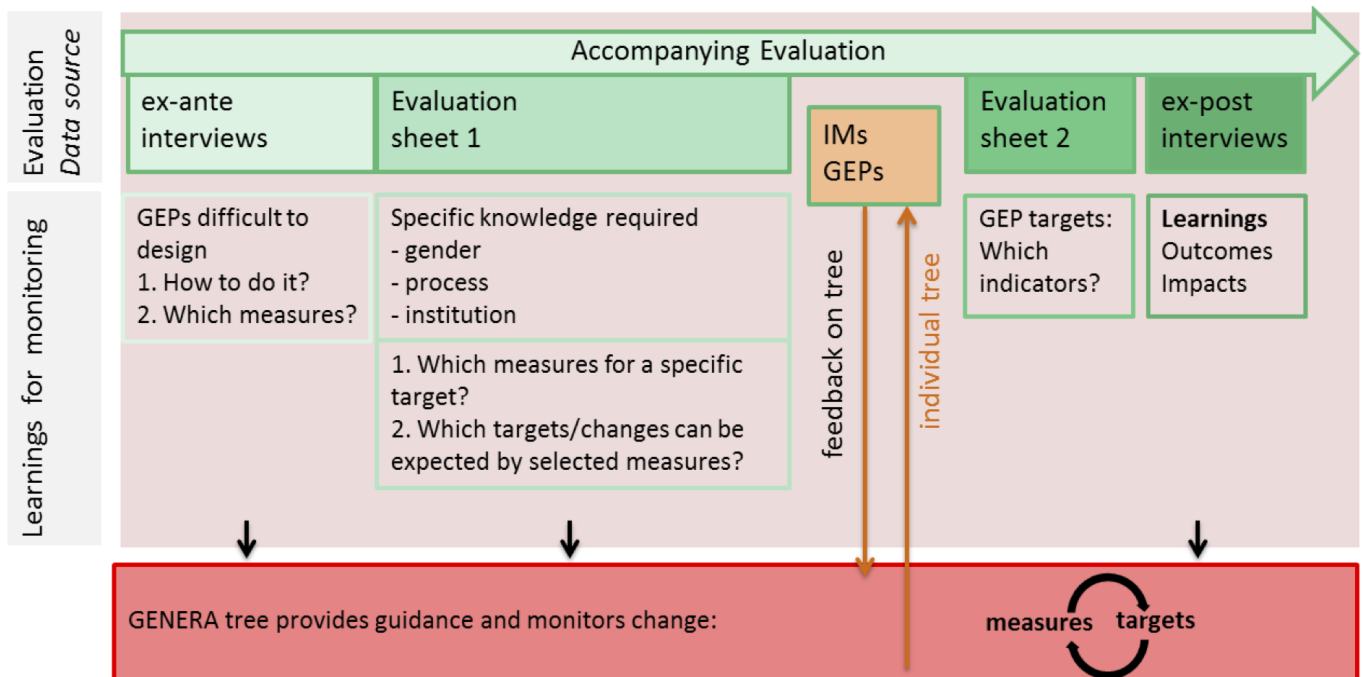 Evaluation
Data source
Accompanying Evaluation
ex-ante
interviews
Evaluation
sheet 1
IMs
GEPs
Evaluation
sheet 2
ex-post
interviews
Learnings for monitoring
GEPs difficult to
design
1. How to do it?
2. Which measures?
Specific knowledge required
- gender
- process
- institution
1. Which measures for a specific
target?
2. Which targets/changes can be
expected by selected measures?
feedback on tree
individual tree
GEP targets:
Which
indicators?
Learnings
Outcomes
Impacts
GENERA tree provides guidance and monitors change:
measures targets